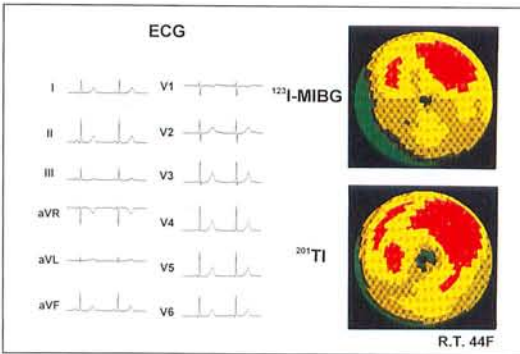 ECG
I
II
III
aVR
aVL
aVF
V1
V2
V3
V4
V5
V6
123I-MIBG
201Tl
R.T. 44F